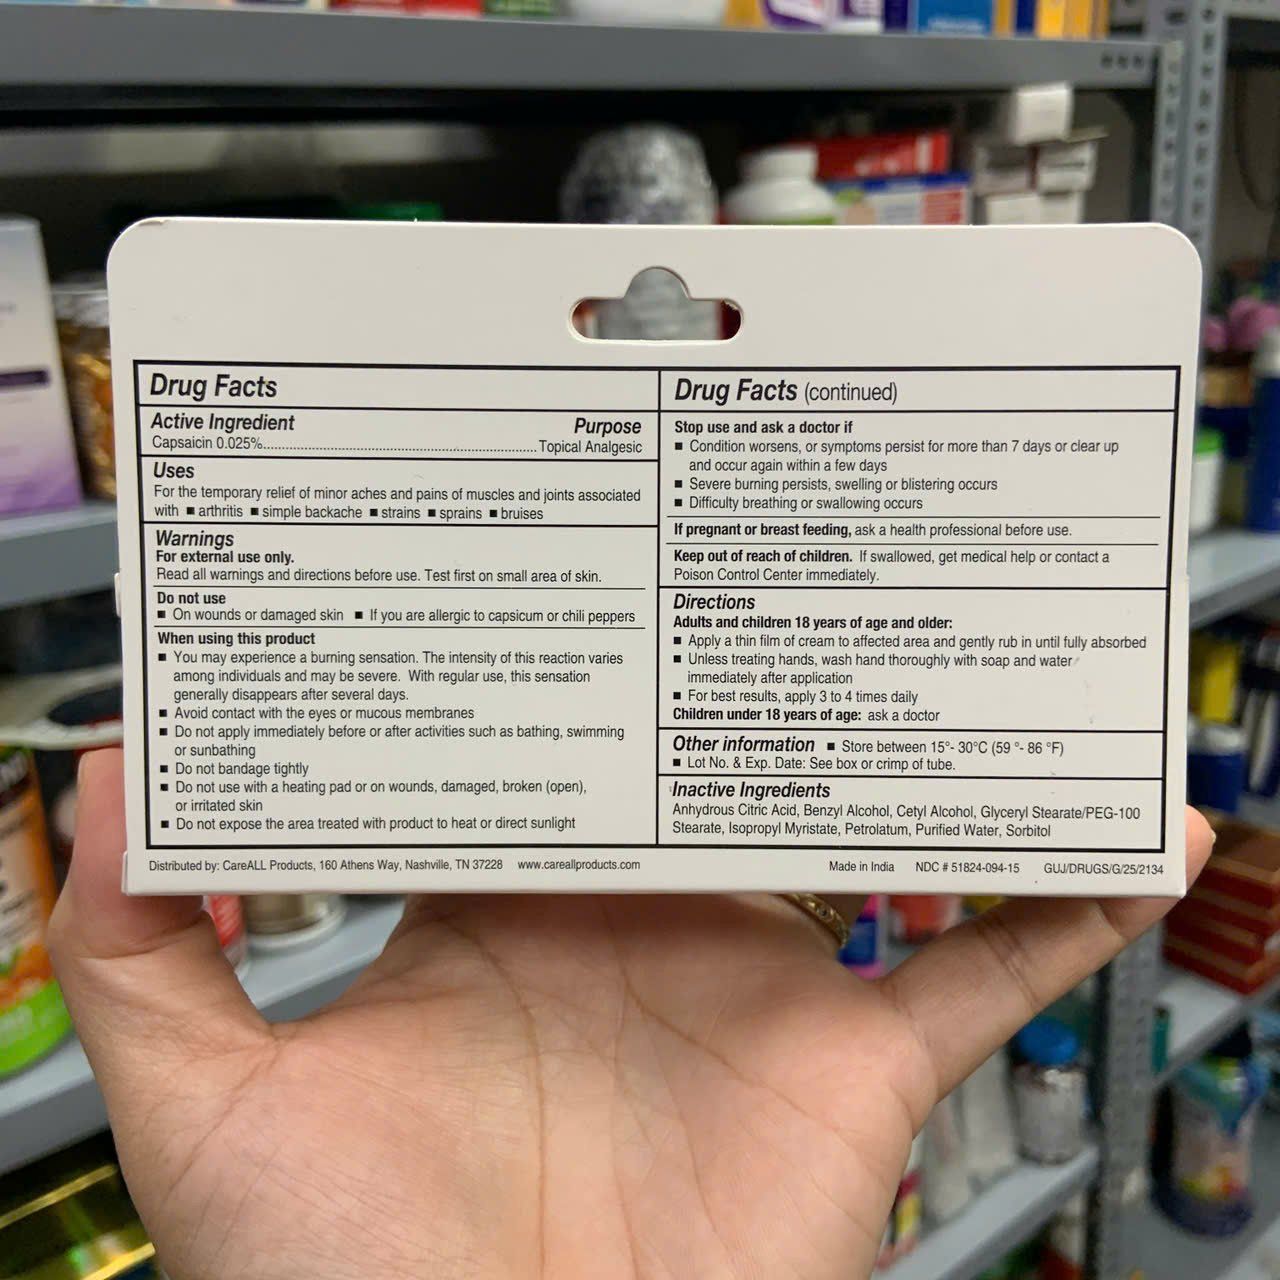 Drug Facts
Active Ingredient Purpose
Capsaicin 0.025%.......................................................................... Topical Analgesic
Uses
For the temporary relief of minor aches and pains of muscles and joints associated
with ■ arthritis ■ simple backache ■ strains ■ sprains ■ bruises
Warnings
For external use only.
Read all warnings and directions before use. Test first on small area of skin.
Do not use
■ On wounds or damaged skin ■ If you are allergic to capsicum or chili peppers
When using this product
■ You may experience a burning sensation. The intensity of this reaction varies
among individuals and may be severe. With regular use, this sensation
generally disappears after several days.
■ Avoid contact with the eyes or mucous membranes
■ Do not apply immediately before or after activities such as bathing, swimming
or sunbathing
■ Do not bandage tightly
■ Do not use with a heating pad or on wounds, damaged, broken (open),
or irritated skin
■ Do not expose the area treated with product to heat or direct sunlight
Drug Facts (continued)
Stop use and ask a doctor if
■ Condition worsens, or symptoms persist for more than 7 days or clear up
and occur again within a few days
■ Severe burning persists, swelling or blistering occurs
■ Difficulty breathing or swallowing occurs
If pregnant or breast feeding, ask a health professional before use.
Keep out of reach of children. If swallowed, get medical help or contact a
Poison Control Center immediately.
Directions
Adults and children 18 years of age and older:
■ Apply a thin film of cream to affected area and gently rub in until fully absorbed
■ Unless treating hands, wash hand thoroughly with soap and water
immediately after application
■ For best results, apply 3 to 4 times daily
Children under 18 years of age: ask a doctor
Other information ■ Store between 15°- 30°C (59 °- 86 °F)
■ Lot No. & Exp. Date: See box or crimp of tube.
Inactive Ingredients
Anhydrous Citric Acid, Benzyl Alcohol, Cetyl Alcohol, Glyceryl Stearate/PEG-100
Stearate, Isopropyl Myristate, Petrolatum, Purified Water, Sorbitol
Distributed by: CareALL Products, 160 Athens Way, Nashville, TN 37228 www.careallproducts.com
Made in India NDC # 51824-094-15 GUJ/DRUGS/G/25/2134